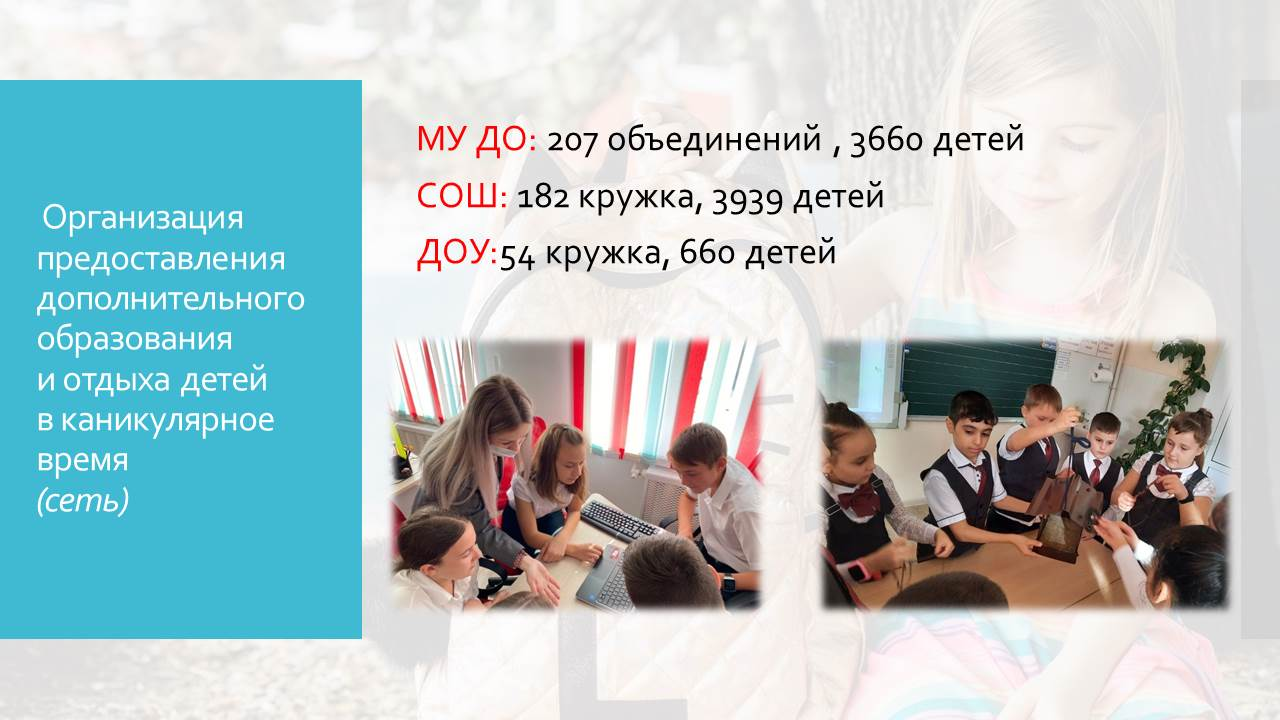 Организация
предоставления
дополнительного
образования
и отдыха детей
в каникулярное
время
(сеть)
МУ ДО: 207 объединений , 3660 детей
СОШ: 182 кружка, 3939 детей
ДОУ:54 кружка, 660 детей